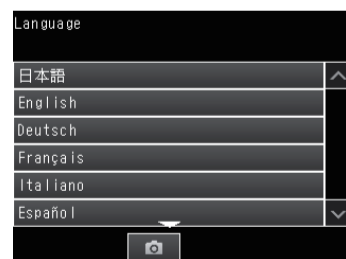 Language
日本語
English
Deutsch
Français
Italiano
Español